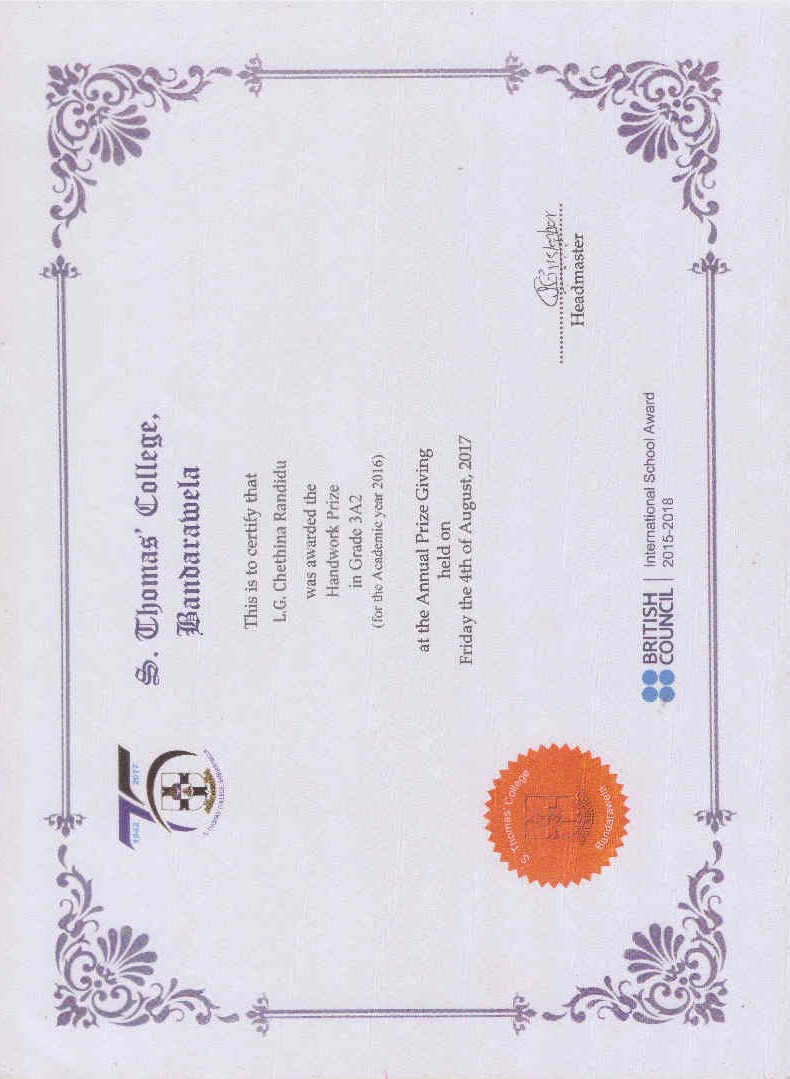 1942 2017
S. THOMAS' COLLEGE, BANDARAWELA
S. Thomas' College,
Bandarawela
This is to certify that
L.G. Chethina Randidu
was awarded the
Handwork Prize
in Grade 3A2
(for the Academic year 2016)
at the Annual Prize Giving
held on
Friday the 4th of August, 2017
S. Thomas' College
Bandarawela
Headmaster
BRITISH
COUNCIL
International School Award
2015-2018